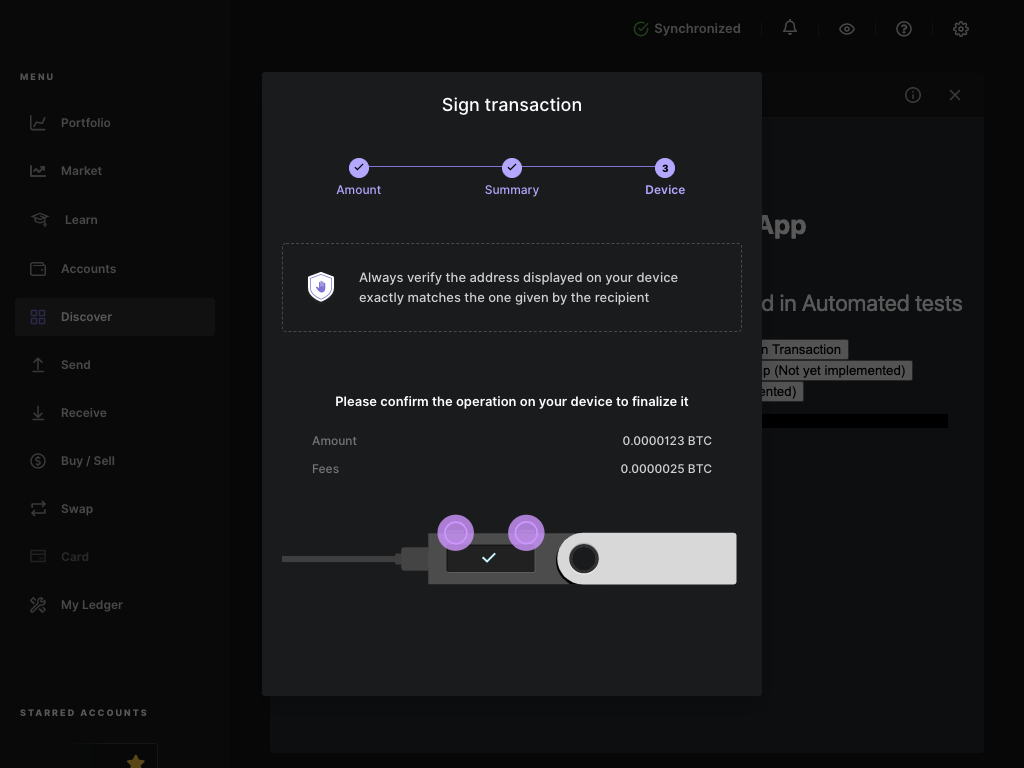 Synchronized
MENU
Portfolio
Market
Learn
Accounts
Discover
Send
Receive
Buy / Sell
Swap
Card
My Ledger
STARRED ACCOUNTS
Sign transaction
Amount
Summary
3
Device
Always verify the address displayed on your device
exactly matches the one given by the recipient
Please confirm the operation on your device to finalize it
Amount 0.0000123 BTC
Fees 0.0000025 BTC
App
in Automated tests
Transaction
(Not yet implemented)